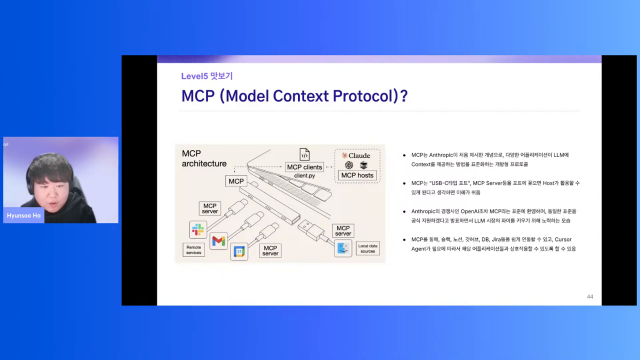 Level5 맛보기
MCP (Model Context Protocol)?
MCP
architecture
MCP clients
client.py
Claude
MCP hosts
MCP
MCP
server
MCP
server
MCP
server
Remote
services
Local data
sources
Hyunsoo Ho
• MCP는 Anthropic이 처음 제시한 개념으로, 다양한 어플리케이션이 LLM에
Context를 제공하는 방법을 표준화하는 개방형 프로토콜
• MCP는 "USB-C타입 포트", MCP Server등을 포트에 꽂으면 Host가 활용할 수
있게 된다고 생각하면 이해가 쉬움
• Anthropic의 경쟁사인 OpenAI조차 MCP라는 표준에 환영하며, 동일한 표준을
공식 지원하겠다고 발표하면서 LLM 시장의 파이를 키우기 위해 노력하는 모습
• MCP를 통해, 슬랙, 노션, 깃허브, DB, Jira등을 쉽게 연동할 수 있고, Cursor
Agent가 필요에 따라서 해당 어플리케이션들과 상호작용할 수 있도록 할 수 있음
44